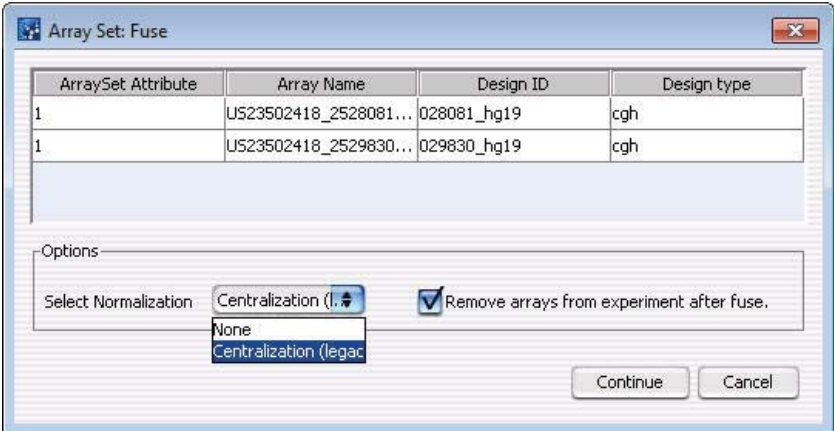 Array Set: Fuse
ArraySet Attribute Array Name Design ID Design type
1 US23502418_2528081... 028081_hg19 cgh
1 US23502418_2529830... 029830_hg19 cgh
Options
Select Normalization Centralization (l... Remove arrays from experiment after fuse.
None
Centralization (legac
Continue Cancel